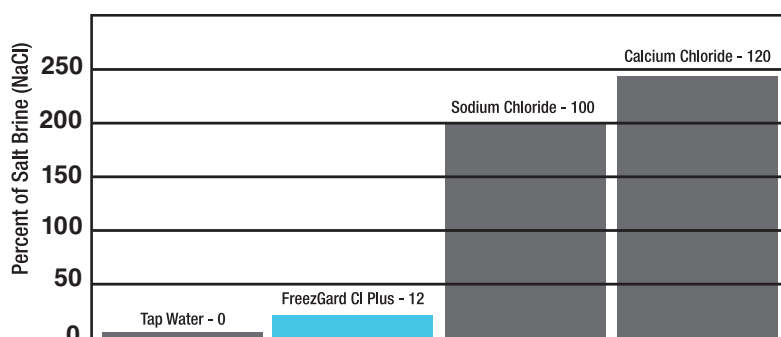 Percent of Salt Brine (NaCl)
250
200
150
100
50
0
Calcium Chloride - 120
Sodium Chloride - 100
FreezGard CI Plus - 12
Tap Water - 0